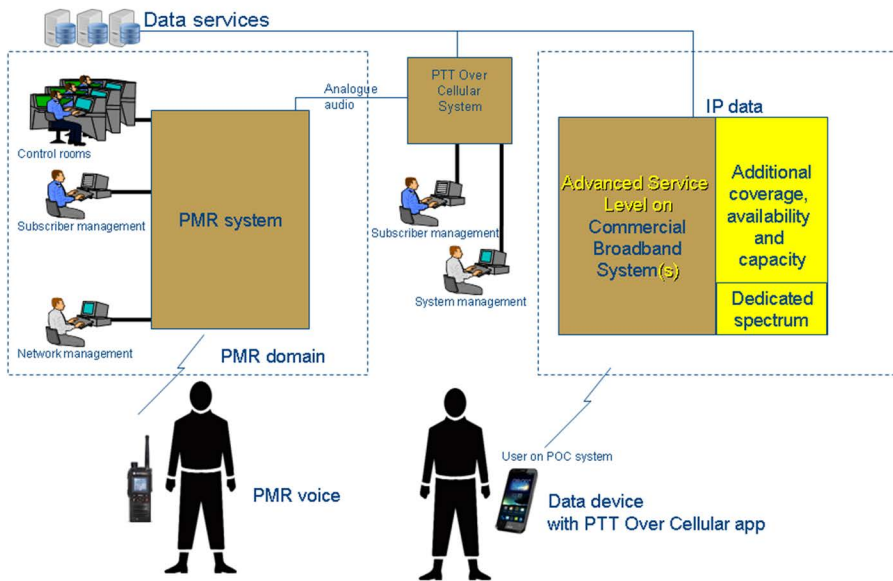 Data services
PTT Over
Cellular
System
Analogue
audio
IP data
Control rooms
Subscriber management
PMR system
Network management
PMR domain
Subscriber management
System management
Advanced Service
Level on
Commercial
Broadband
System(s)
Additional
coverage,
availability
and
capacity
Dedicated
spectrum
PMR voice
User on POC system
Data device
with PTT Over Cellular app